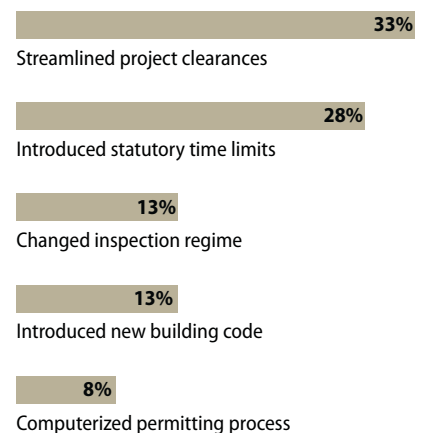 33%
Streamlined project clearances
28%
Introduced statutory time limits
13%
Changed inspection regime
13%
Introduced new building code
8%
Computerized permitting process